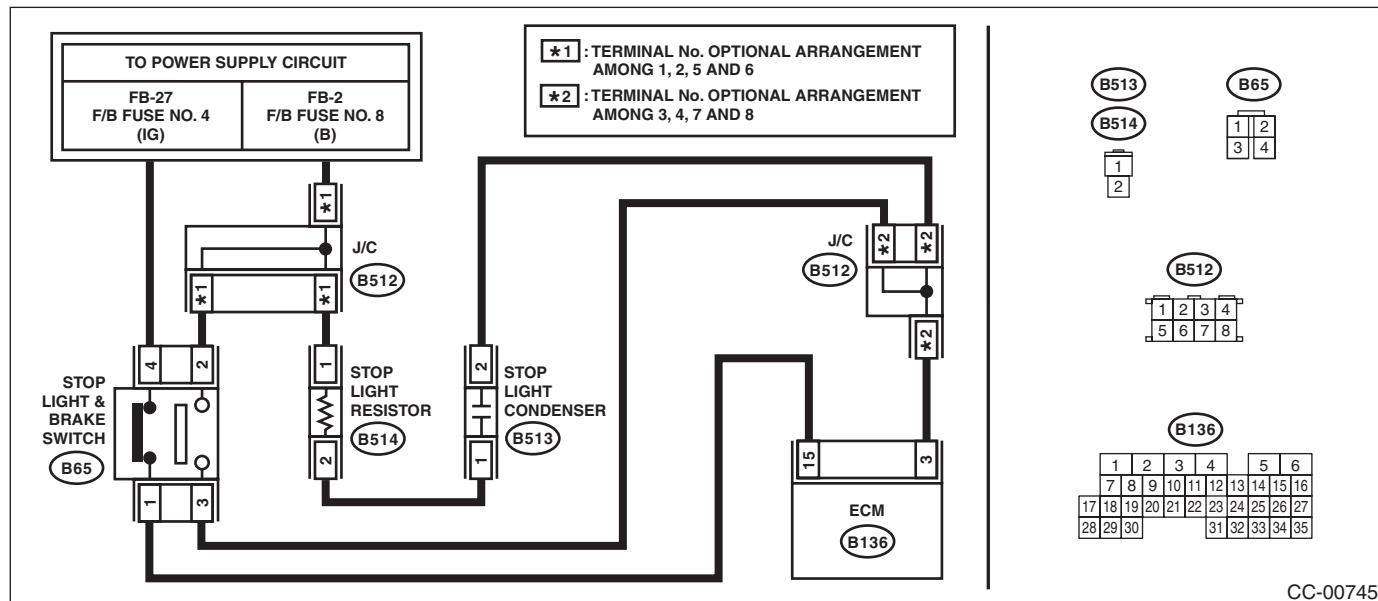 TO POWER SUPPLY CIRCUIT
FB-27
F/B FUSE NO. 4
(IG)
FB-2
F/B FUSE NO. 8
(B)
*1 : TERMINAL No. OPTIONAL ARRANGEMENT
AMONG 1, 2, 5 AND 6
*2 : TERMINAL No. OPTIONAL ARRANGEMENT
AMONG 3, 4, 7 AND 8
*1
J/C
B512
*1
*1
*2
*2
J/C
B512
*2
4
2
STOP
LIGHT &
BRAKE
SWITCH
B65
1
3
1
STOP
LIGHT
RESISTOR
B514
2
2
STOP
LIGHT
CONDENSER
B513
1
15
3
ECM
B136
B513
B514
1
2
B65
1 2
3 4
B512
1 2 3 4
5 6 7 8
B136
1 2 3 4 5 6
7 8 9 10 11 12 13 14 15 16
17 18 19 20 21 22 23 24 25 26 27
28 29 30 31 32 33 34 35
CC-00745